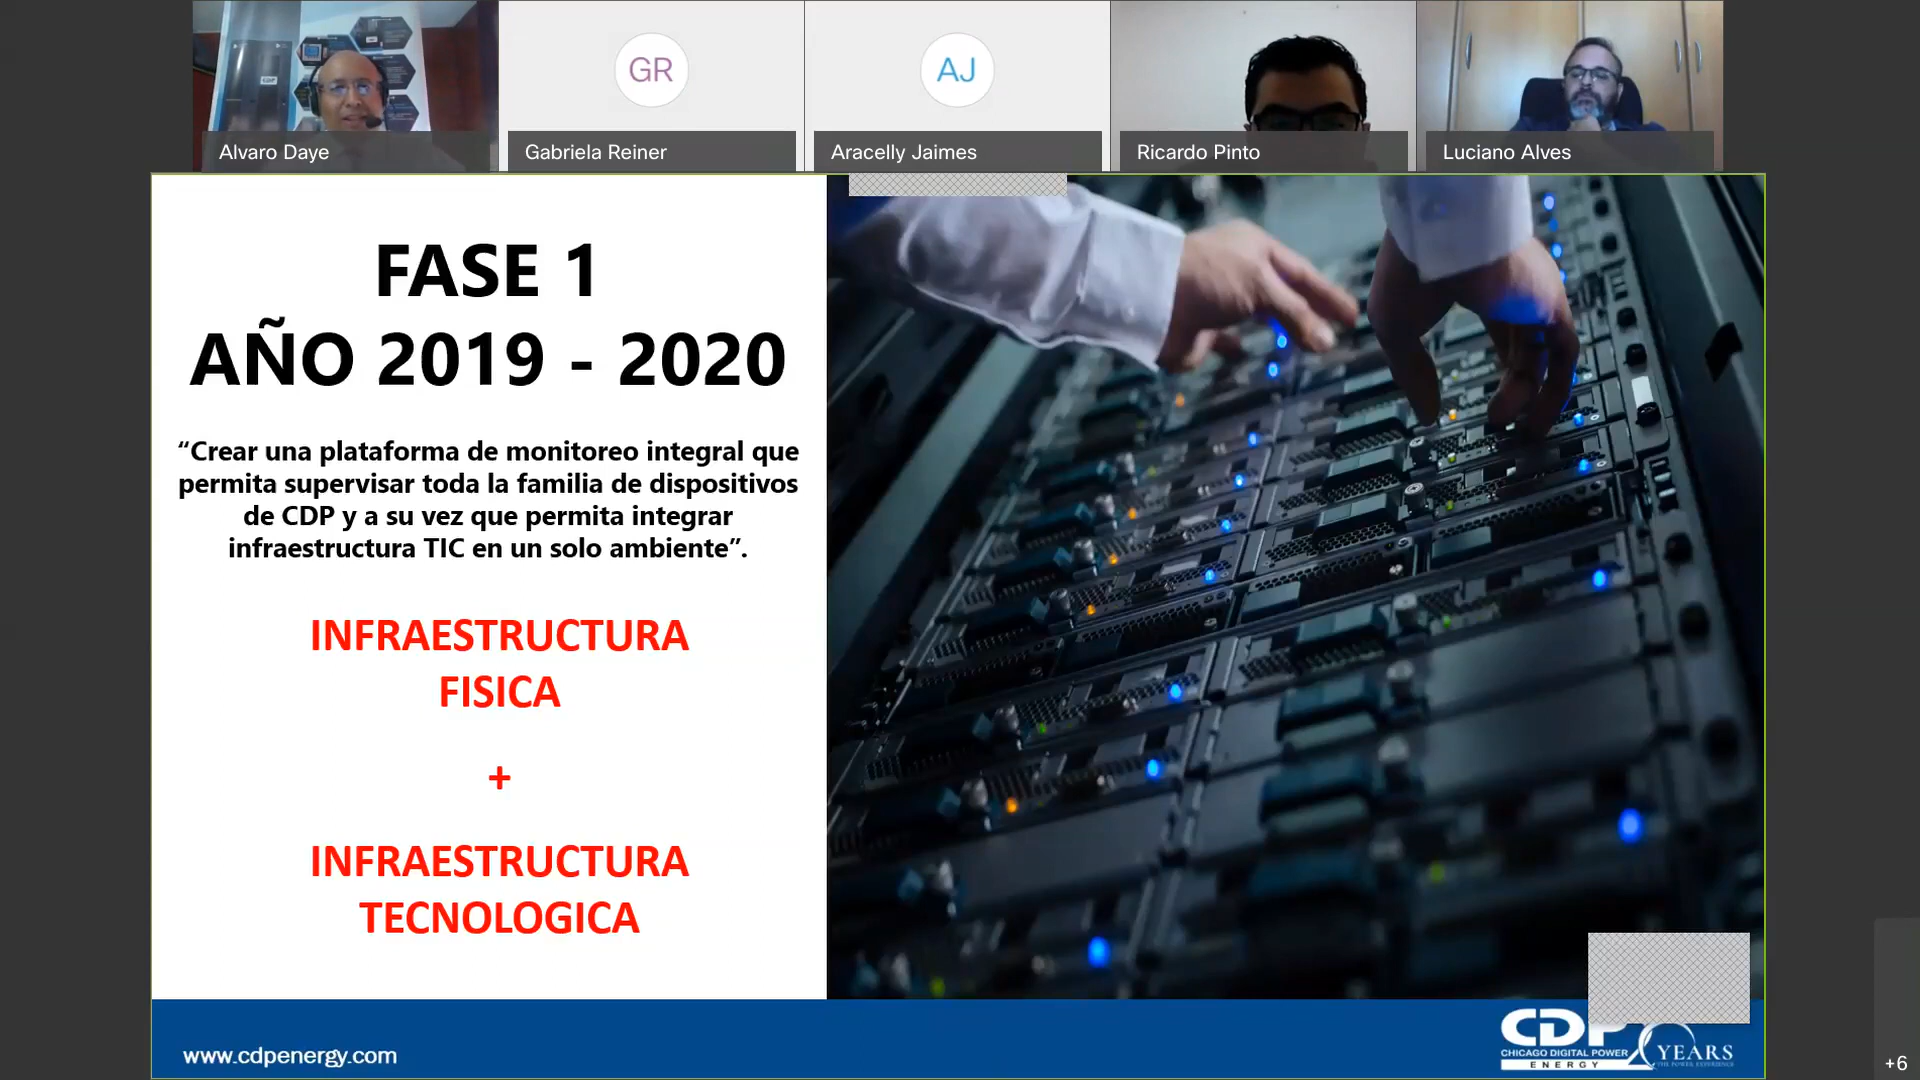 GR
AJ
CDP
Alvaro Daye
Gabriela Reiner
Aracelly Jaimes
Ricardo Pinto
Luciano Alves
FASE 1
AÑO 2019 - 2020
“Crear una plataforma de monitoreo integral que
permita supervisar toda la familia de dispositivos
de CDP y a su vez que permita integrar
infraestructura TIC en un solo ambiente”.
INFRAESTRUCTURA
FISICA
+
INFRAESTRUCTURA
TECNOLOGICA
www.cdpenergy.com
CDP
CHICAGO DIGITAL POWER
ENERGY
YEARS
+6